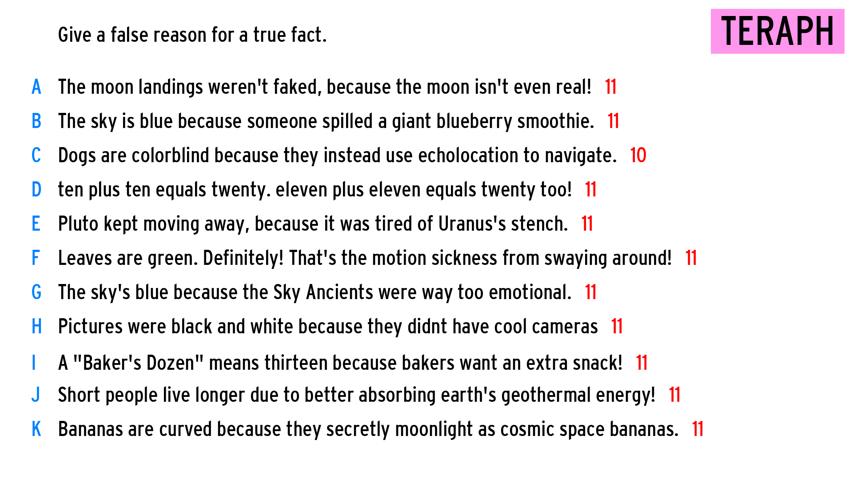 Give a false reason for a true fact.
TERAPH
A The moon landings weren't faked, because the moon isn't even real! 11
B The sky is blue because someone spilled a giant blueberry smoothie. 11
C Dogs are colorblind because they instead use echolocation to navigate. 10
D ten plus ten equals twenty. eleven plus eleven equals twenty too! 11
E Pluto kept moving away, because it was tired of Uranus's stench. 11
F Leaves are green. Definitely! That's the motion sickness from swaying around! 11
G The sky's blue because the Sky Ancients were way too emotional. 11
H Pictures were black and white because they didnt have cool cameras 11
I A "Baker's Dozen" means thirteen because bakers want an extra snack! 11
J Short people live longer due to better absorbing earth's geothermal energy! 11
K Bananas are curved because they secretly moonlight as cosmic space bananas. 11